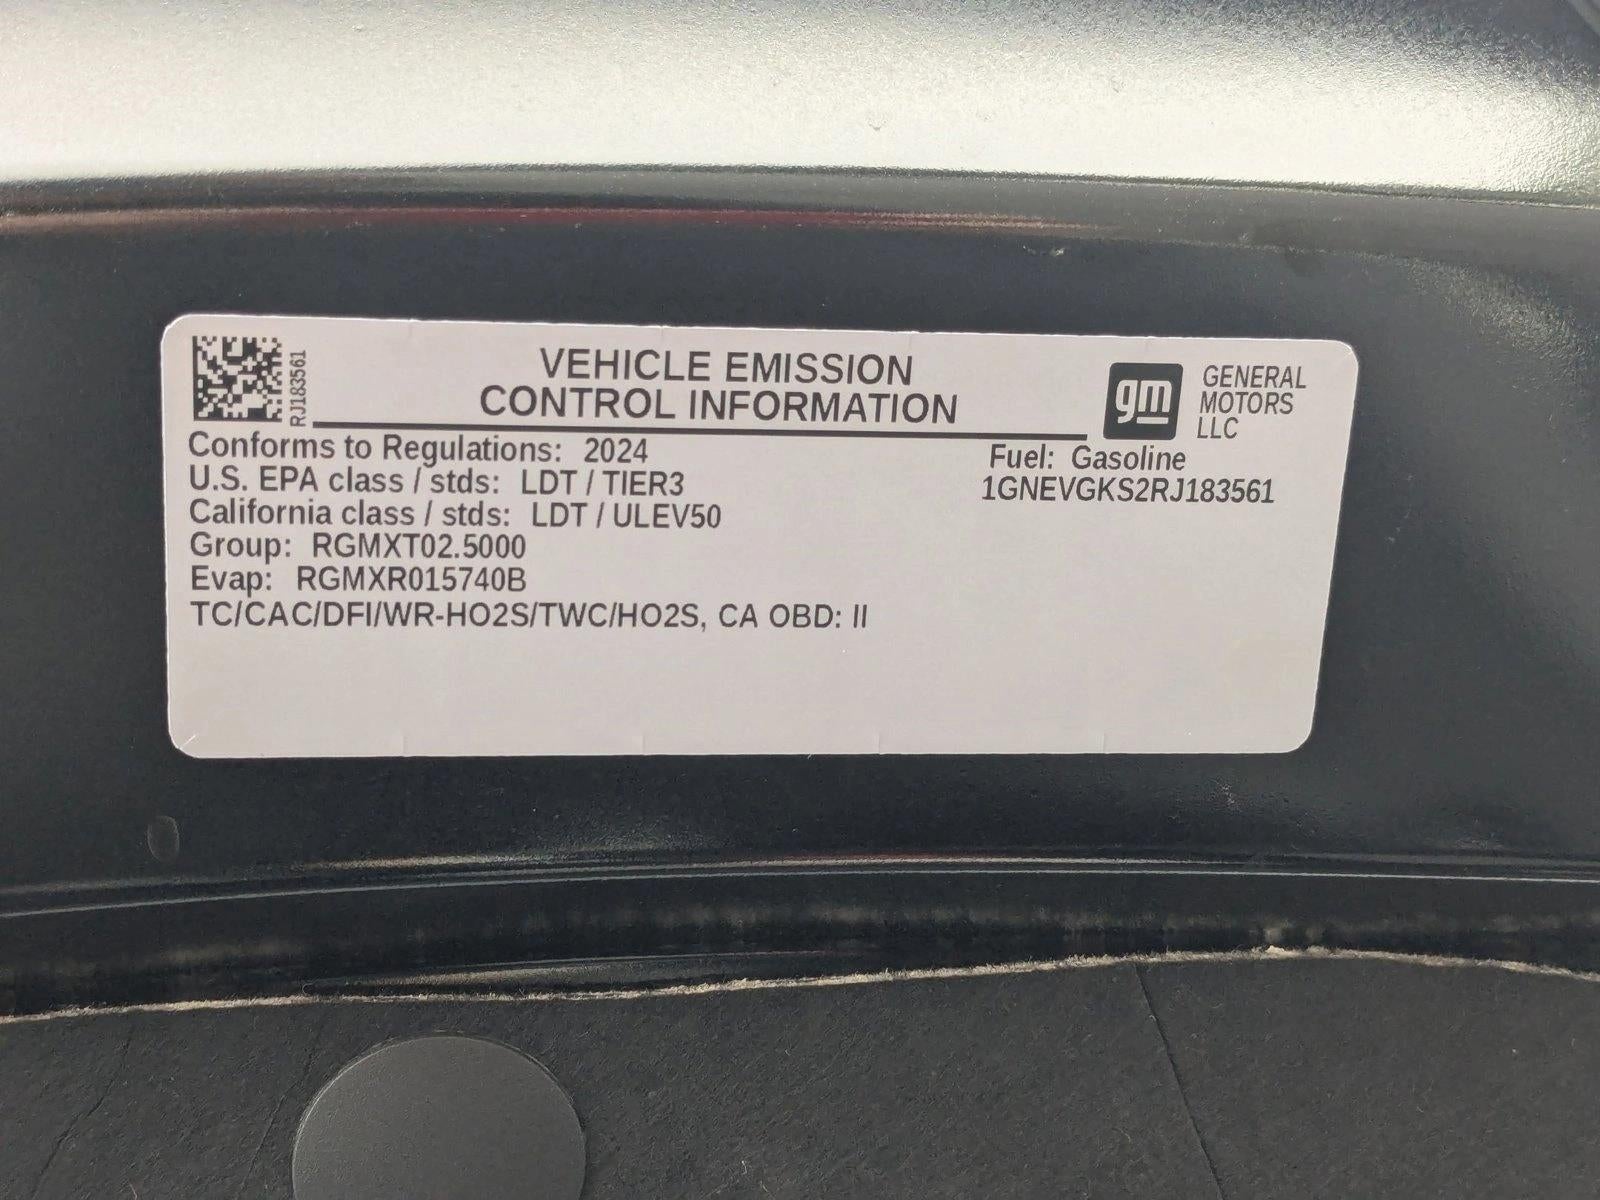 RJ183561
VEHICLE EMISSION
CONTROL INFORMATION
gm
GENERAL
MOTORS
LLC
Conforms to Regulations: 2024
U.S. EPA class / stds: LDT / TIER3
California class / stds: LDT / ULEV50
Group: RGMXT02.5000
Evap: RGMXR015740B
TC/CAC/DFI/WR-HO2S/TWC/HO2S, CA OBD: II
Fuel: Gasoline
1GNEVGKS2RJ183561